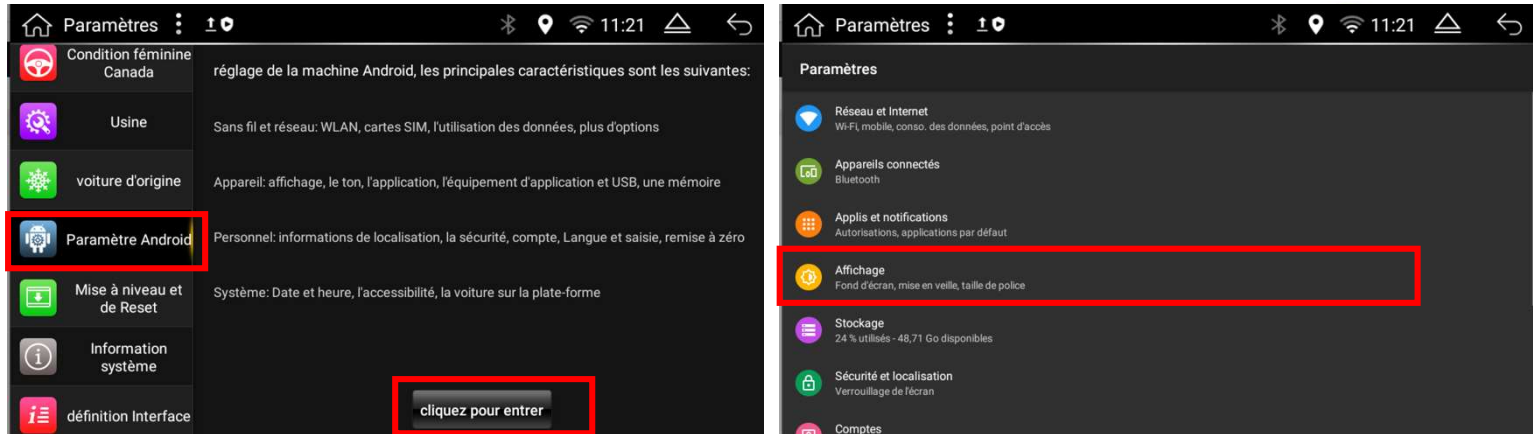 Paramètres
11:21
Condition féminine
Canada
Usine
voiture d'origine
Paramètre Android
Mise à niveau et
de Reset
Information
système
définition Interface
réglage de la machine Android, les principales caractéristiques sont les suivantes:
Sans fil et réseau: WLAN, cartes SIM, l'utilisation des données, plus d'options
Appareil: affichage, le ton, l'application, l'équipement d'application et USB, une mémoire
Personnel: informations de localisation, la sécurité, compte, Langue et saisie, remise à zéro
Système: Date et heure, l'accessibilité, la voiture sur la plate-forme
cliquez pour entrer
Paramètres
11:21
Paramètres
Réseau et Internet
Wi-Fi, mobile, conso. des données, point d'accès
Appareils connectés
Bluetooth
Applis et notifications
Autorisations, applications par défaut
Affichage
Fond d'écran, mise en veille, taille de police
Stockage
24 % utilisés - 48,71 Go disponibles
Sécurité et localisation
Verrouillage de l'écran
Comptes